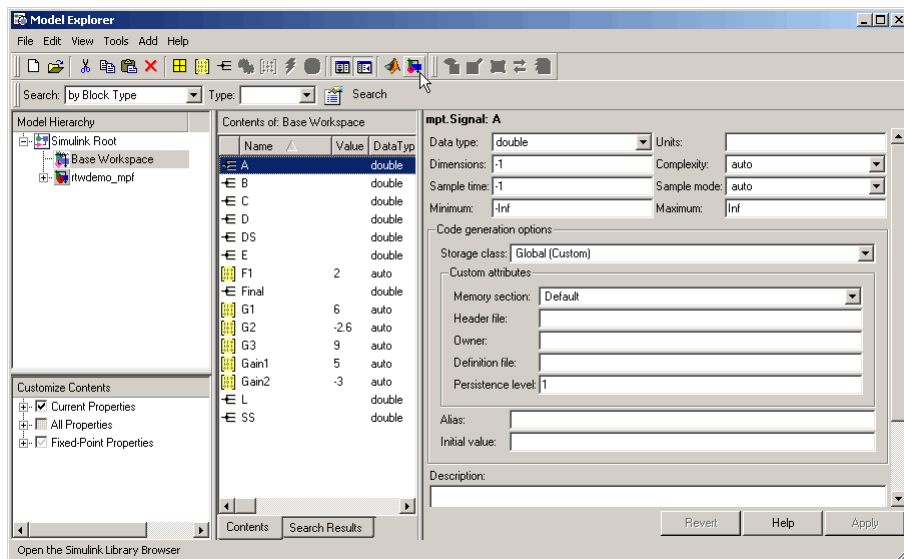 Model Explorer
File Edit View Tools Add Help
Search: by Block Type Type: Search
Model Hierarchy
Simulink Root
Base Workspace
rtwdemo_mpf
Customize Contents
Current Properties
All Properties
Fixed-Point Properties
Contents of: Base Workspace
Name Value DataTyp
A double
B double
C double
D double
DS double
E double
F1 2 auto
Final double
G1 6 auto
G2 -2.6 auto
G3 9 auto
Gain1 5 auto
Gain2 -3 auto
L double
SS double
Contents Search Results
mpt.Signal: A
Data type: double Units:
Dimensions: -1 Complexity: auto
Sample time: -1 Sample mode: auto
Minimum: -Inf Maximum: Inf
Code generation options
Storage class: Global (Custom)
Custom attributes
Memory section: Default
Header file:
Owner:
Definition file:
Persistence level: 1
Alias:
Initial value:
Description:
Revert Help Apply
Open the Simulink Library Browser